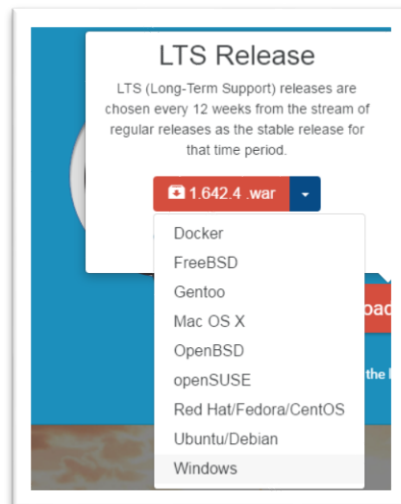 LTS Release
LTS (Long-Term Support) releases are
chosen every 12 weeks from the stream of
regular releases as the stable release for
that time period.
1.642.4 .war
Docker
FreeBSD
Gentoo
Mac OS X
OpenBSD
openSUSE
Red Hat/Fedora/CentOS
Ubuntu/Debian
Windows
the